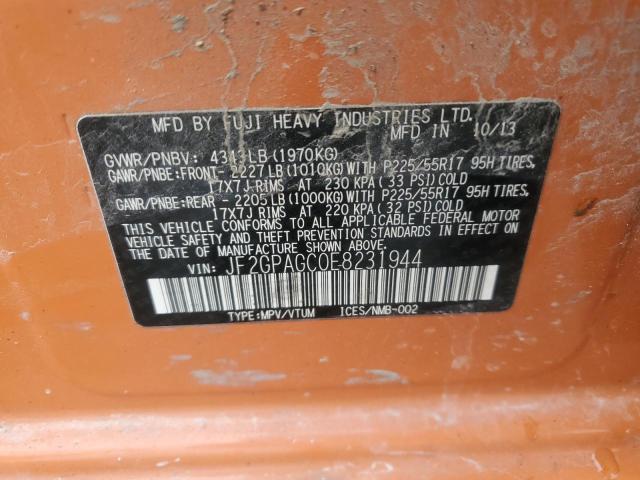 MFD BY FUJI HEAVY INDUSTRIES LTD.
MFD IN 10/13
GVWR/PNBV: 4343LB(1970KG)
GAWR/PNBE:FRONT- 2227LB(1010KG)WITH P225/55R17 95H TIRES.
17X7J RIMS AT 230 KPA(33 PSI)COLD
GAWR/PNBE:REAR - 2205LB(1000KG)WITH P225/55R17 95H TIRES.
17X7J RIMS AT 220 KPA(32 PSI)COLD
THIS VEHICLE CONFORMS TO ALL APPLICABLE FEDERAL MOTOR
VEHICLE SAFETY AND THEFT PREVENTION STANDARDS IN EFFECT ON
THE DATE OF MANUFACTURE SHOWN ABOVE.
VIN: JF2GPAGC0E8231944
TYPE:MPV/VTUM ICES/NMB-002